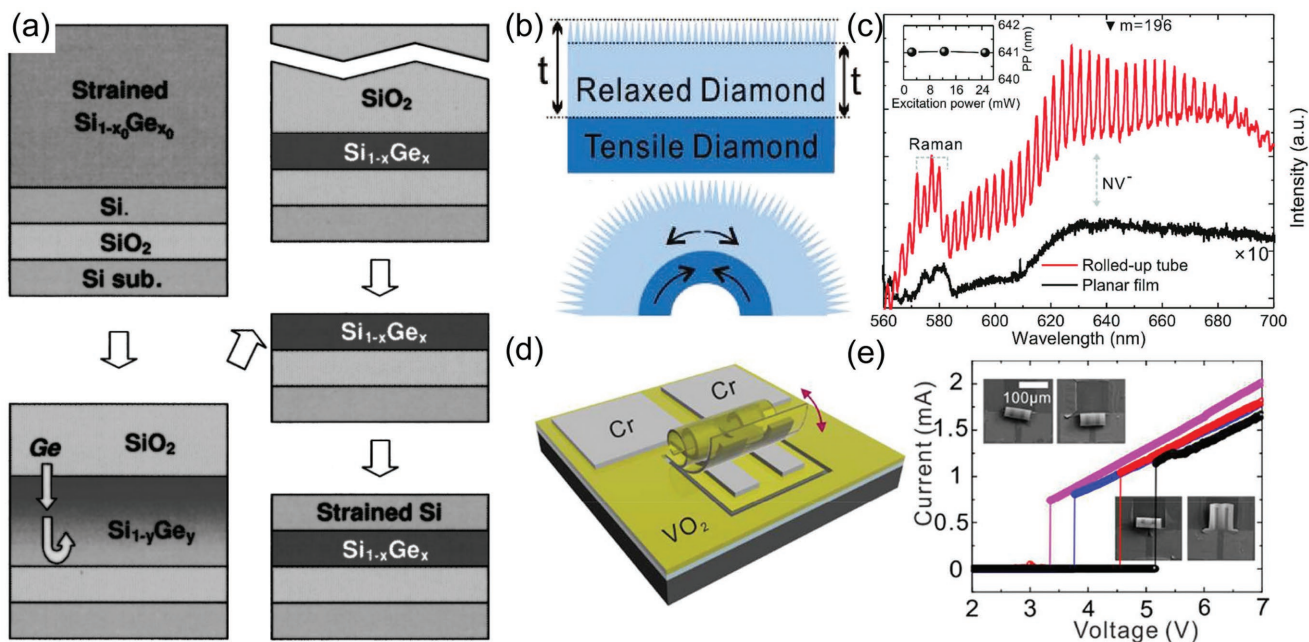 (a)
Strained
Si₁₋ₓ₀Geₓ₀
Si.
SiO₂
Si sub.
Ge
SiO₂
Si₁₋ᵧGeᵧ
SiO₂
Si₁₋ₓGeₓ
Si₁₋ₓGeₓ
Strained Si
Si₁₋ₓGeₓ
(b)
t
t
Relaxed Diamond
Tensile Diamond
(c)
642
641
640
PP (nm)
0 8 16 24
Excitation power (mW)
▼ m=196
Raman
NV⁻
×10
Rolled-up tube
Planar film
Intensity (a.u.)
560 580 600 620 640 660 680 700
Wavelength (nm)
(d)
Cr
Cr
VO₂
(e)
100μm
2
1.5
1
0.5
0
Current (mA)
2 3 4 5 6 7
Voltage (V)